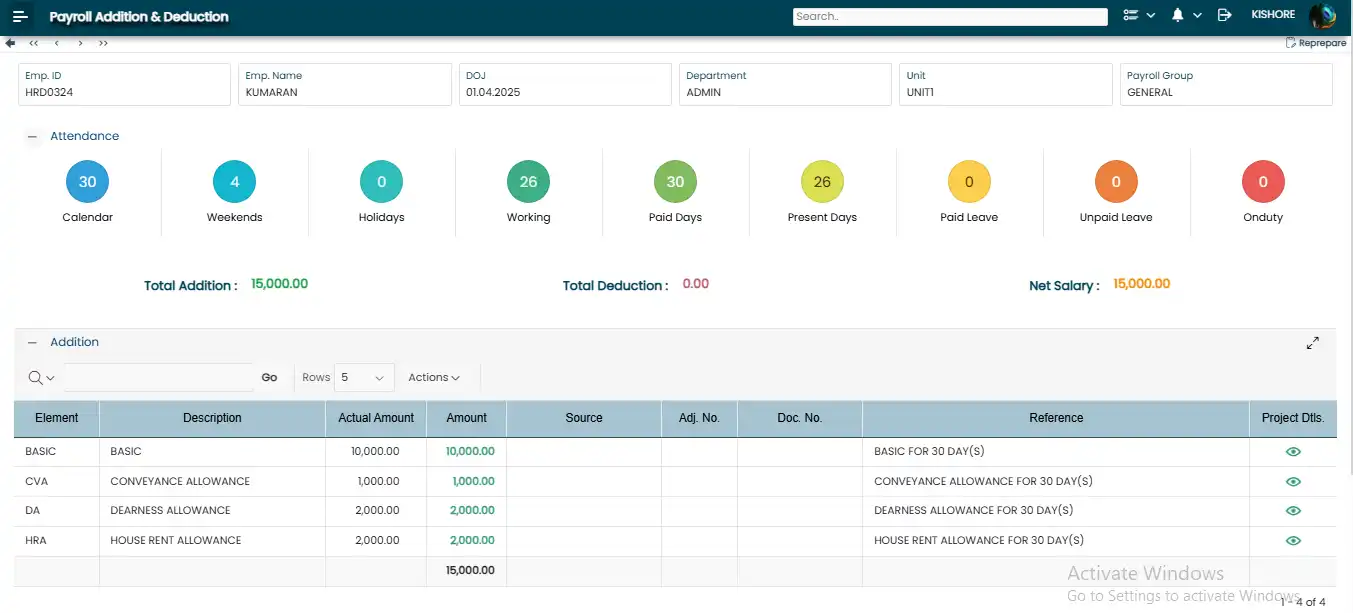 Payroll Addition & Deduction
Search..
KISHORE
<< < > >>
Reprepare
Emp. ID Emp. Name DOJ Department Unit Payroll Group
HRD0324 KUMARAN 01.04.2025 ADMIN UNIT1 GENERAL
Attendance
30 4 0 26 30 26 0 0 0
Calendar Weekends Holidays Working Paid Days Present Days Paid Leave Unpaid Leave Onduty
Total Addition : 15,000.00 Total Deduction : 0.00 Net Salary : 15,000.00
Addition
Go Rows 5 Actions
Element Description Actual Amount Amount Source Adj. No. Doc. No. Reference Project Dtls.
BASIC BASIC 10,000.00 10,000.00 BASIC FOR 30 DAY(S)
CVA CONVEYANCE ALLOWANCE 1,000.00 1,000.00 CONVEYANCE ALLOWANCE FOR 30 DAY(S)
DA DEARNESS ALLOWANCE 2,000.00 2,000.00 DEARNESS ALLOWANCE FOR 30 DAY(S)
HRA HOUSE RENT ALLOWANCE 2,000.00 2,000.00 HOUSE RENT ALLOWANCE FOR 30 DAY(S)
15,000.00
Activate Windows
Go to Settings to activate Windows.
1 - 4 of 4